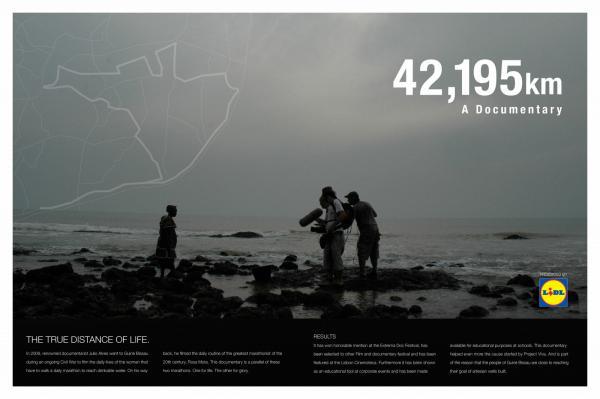 42,195km
A Documentary
PRESENTED BY
LIDL
THE TRUE DISTANCE OF LIFE.
In 2009, renowned documentarist Julio Alves went to Guiné Bissau
during an ongoing Civil War to film the daily lives of the women that
have to walk a daily marathon to reach drinkable water. On his way
back, he filmed the daily routine of the greatest marathonist of the
20th century, Rosa Mota. This documentary is a parallel of these
two marathons. One for life. The other for glory.
RESULTS
It has won honorable mention at the Extrema Doc Festival, has
been selected to other Film and documentary festival and has been
featured at the Lisbon Cinemateca. Furthermore it has been shown
as an educational tool at corporate events and has been made
available for educational purposes at schools. This documentary
helped even more the cause started by Project Viva. And is part
of the reason that the people of Guiné Bissau are close to reaching
their goal of artesian wells built.